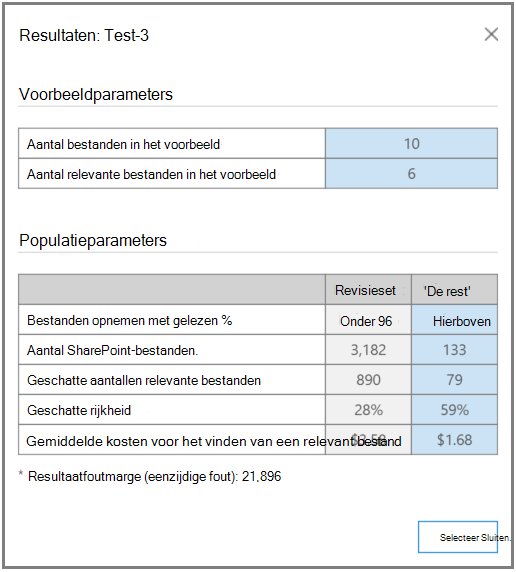 Resultaten: Test-3
Voorbeeldparameters
Aantal bestanden in het voorbeeld 10
Aantal relevante bestanden in het voorbeeld 6
Populatieparameters
Revisieset 'De rest'
Bestanden opnemen met gelezen % Onder 96 Hierboven
Aantal SharePoint-bestanden. 3,182 133
Geschatte aantallen relevante bestanden 890 79
Geschatte rijkheid 28% 59%
Gemiddelde kosten voor het vinden van een relevant bestand $1.68
* Resultaatfoutmarge (eenzijdige fout): 21,896
Selecteer Sluiten.